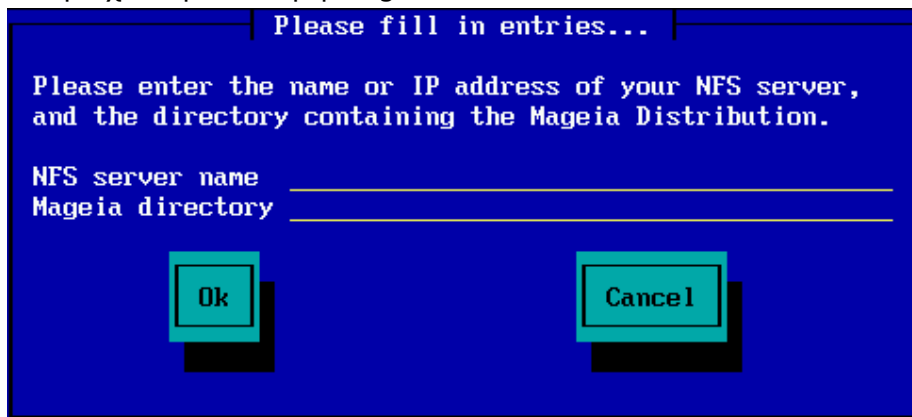 Please fill in entries...
Please enter the name or IP address of your NFS server,
and the directory containing the Mageia Distribution.
NFS server name
Mageia directory
Ok Cancel